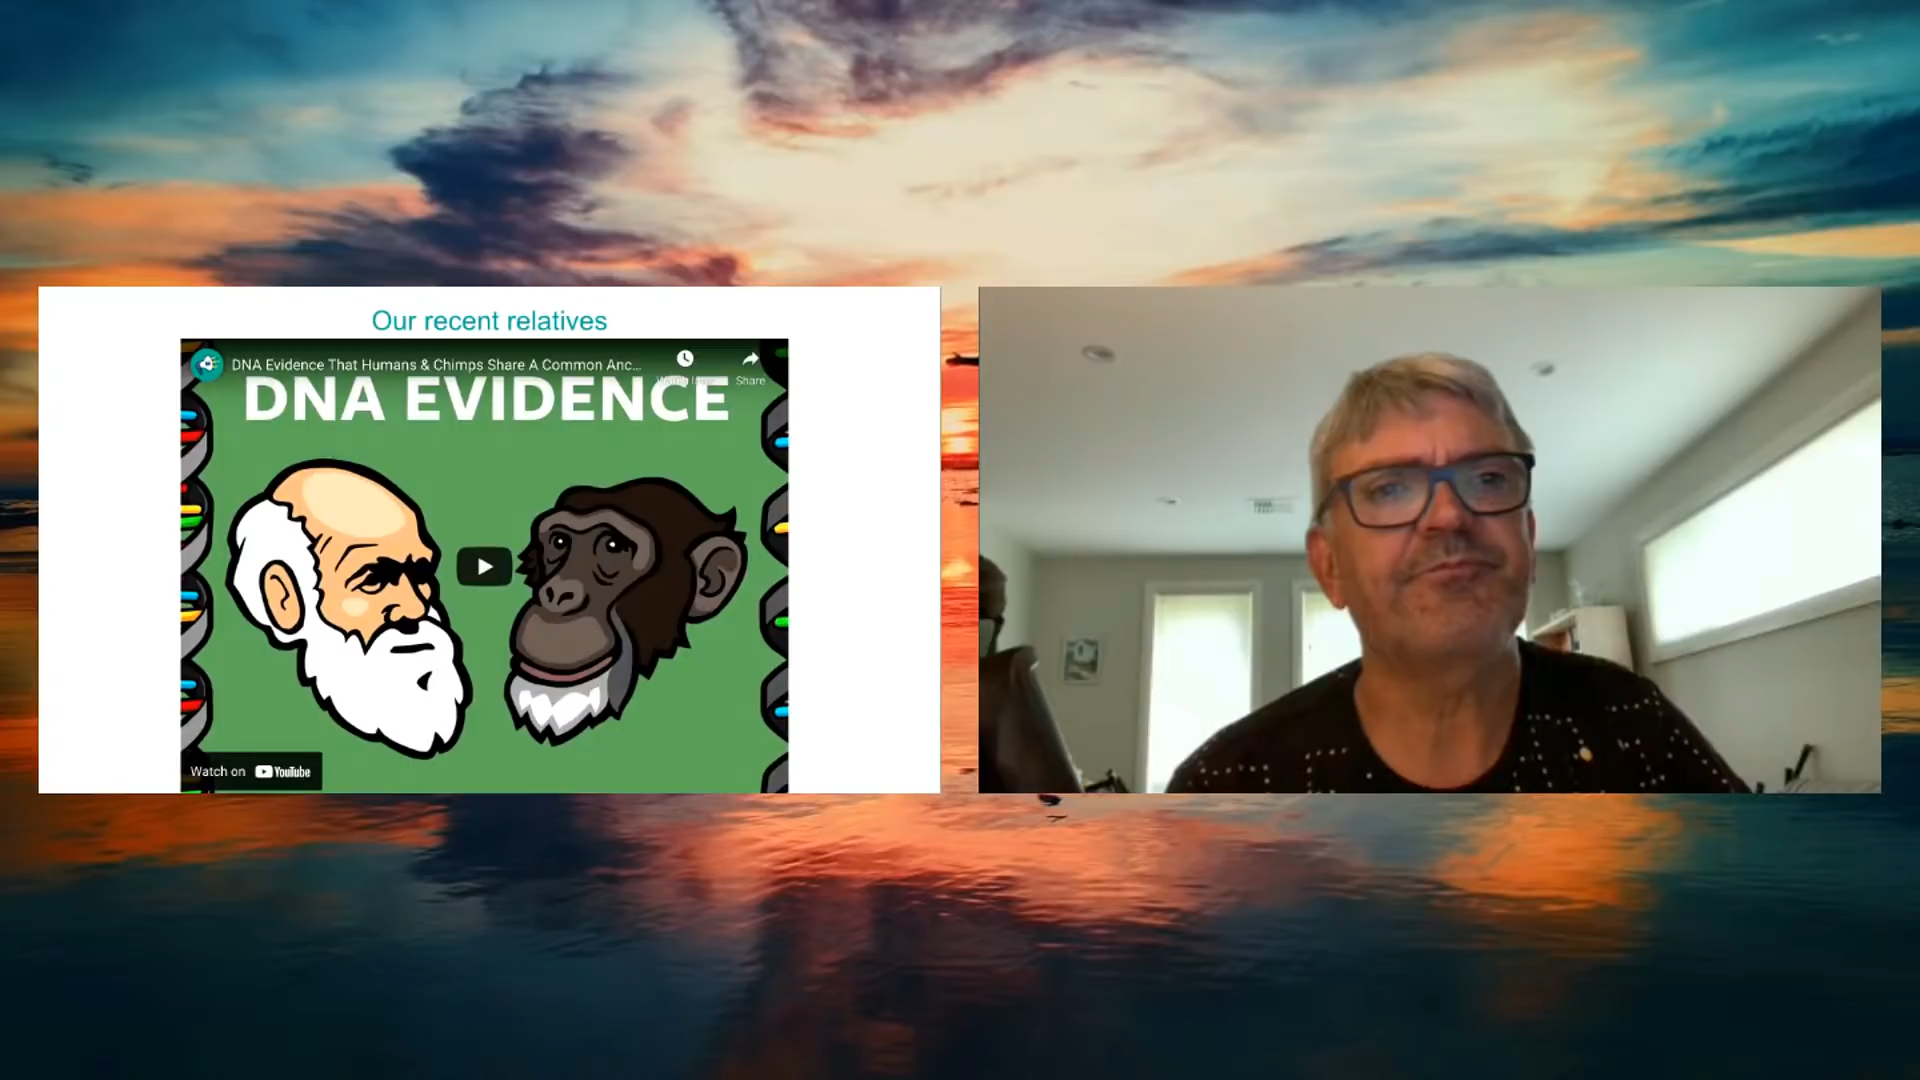 Our recent relatives
DNA Evidence That Humans & Chimps Share A Common Anc...
Share
DNA EVIDENCE
Watch on YouTube